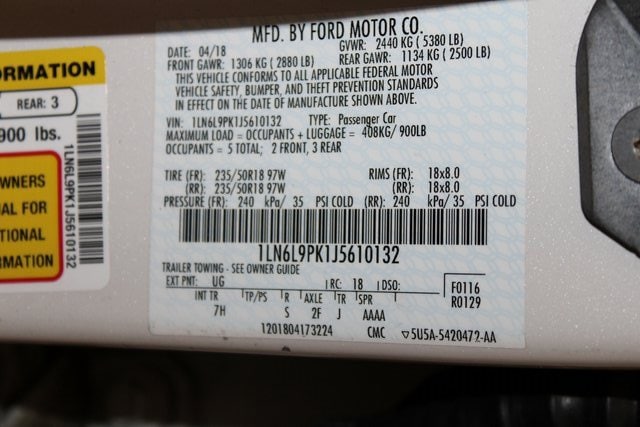 MFD. BY FORD MOTOR CO.
DATE: 04/18 GVWR: 2440 KG ( 5380 LB)
FRONT GAWR: 1306 KG ( 2880 LB) REAR GAWR: 1134 KG ( 2500 LB)
THIS VEHICLE CONFORMS TO ALL APPLICABLE FEDERAL MOTOR
VEHICLE SAFETY, BUMPER, AND THEFT PREVENTION STANDARDS
IN EFFECT ON THE DATE OF MANUFACTURE SHOWN ABOVE.
VIN: 1LN6L9PK1J5610132 TYPE: Passenger Car
MAXIMUM LOAD = OCCUPANTS + LUGGAGE = 408KG/ 900LB
OCCUPANTS = 5 TOTAL; 2 FRONT, 3 REAR
TIRE (FR): 235/50R18 97W RIMS (FR): 18x8.0
(RR): 235/50R18 97W (RR): 18x8.0
PRESSURE (FR): 240 kPa/ 35 PSI COLD (RR): 240 kPa/ 35 PSI COLD
1LN6L9PK1J5610132
TRAILER TOWING - SEE OWNER GUIDE
EXT PNT: UG RC: 18 DSO: F0116
INT TR TP/PS R AXLE TR SPR R0129
7H S 2F J AAAA
1201804173224 CMC ▽5U5A-5420472-AA
ORMATION
REAR: 3
900 lbs.
WNERS
UAL FOR
TIONAL
RMATION
1LN6L9PK1J5610132